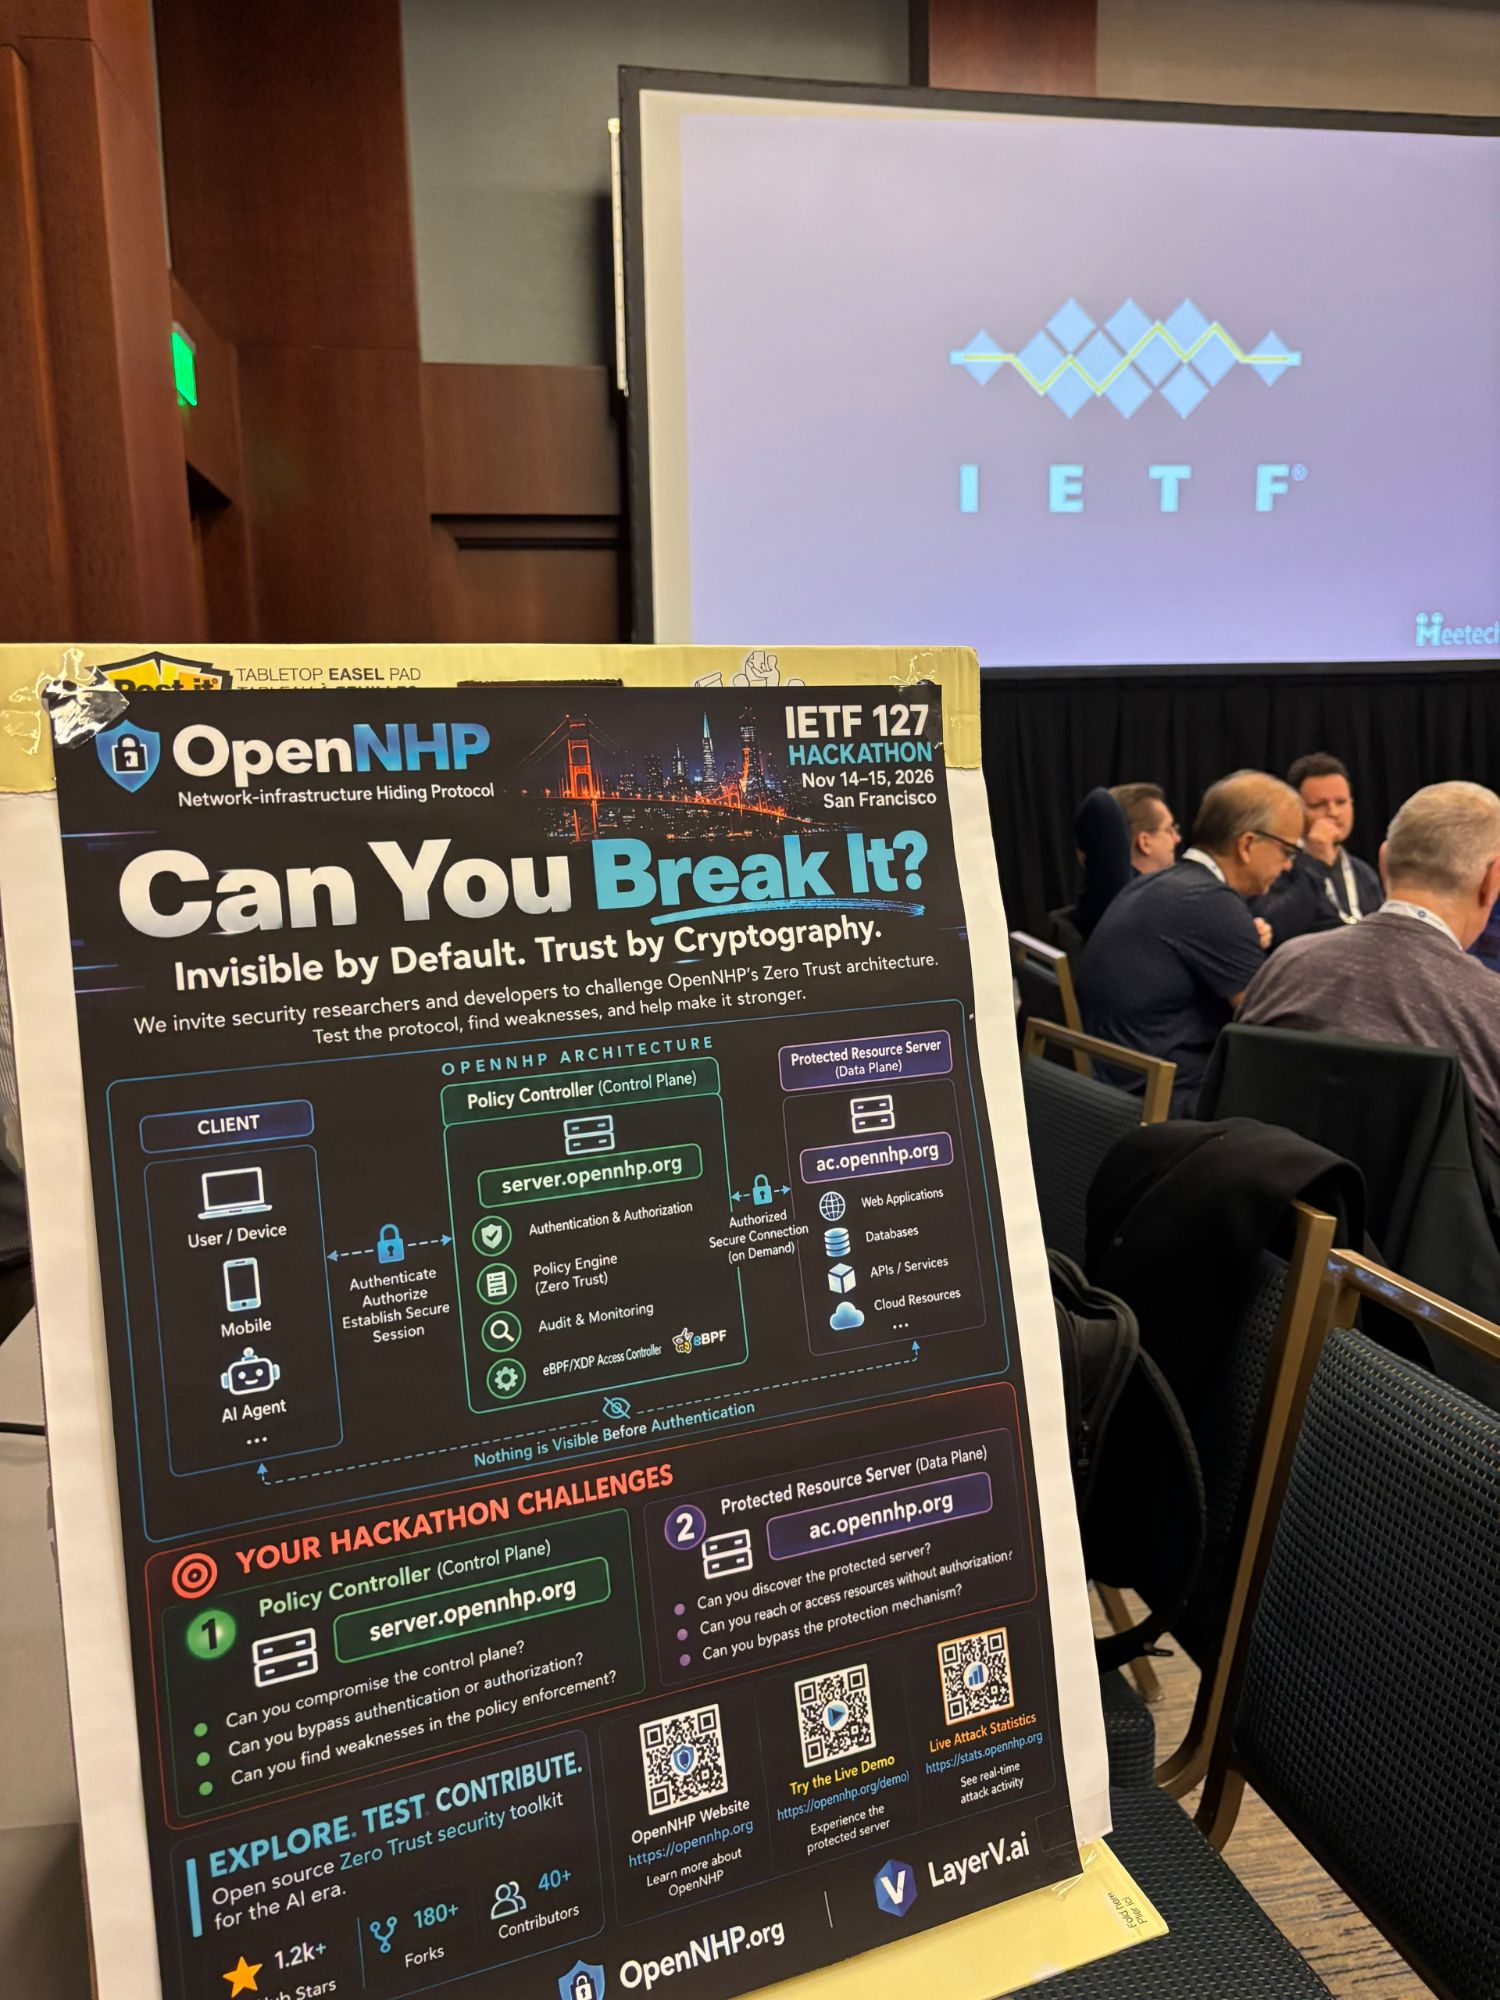 IETF®
Meetech
Post-it
TABLETOP EASEL PAD
OpenNHP
Network-infrastructure Hiding Protocol
IETF 127
HACKATHON
Nov 14–15, 2026
San Francisco
Can You Break It?
Invisible by Default. Trust by Cryptography.
We invite security researchers and developers to challenge OpenNHP's Zero Trust architecture.
Test the protocol, find weaknesses, and help make it stronger.
OPENNHP ARCHITECTURE
CLIENT
User / Device
Mobile
AI Agent
...
Authenticate
Authorize
Establish Secure
Session
Policy Controller (Control Plane)
server.opennhp.org
Authentication & Authorization
Policy Engine
(Zero Trust)
Audit & Monitoring
eBPF/XDP Access Controller
eBPF
Authorized
Secure Connection
(on Demand)
Protected Resource Server
(Data Plane)
ac.opennhp.org
Web Applications
Databases
APIs / Services
Cloud Resources
...
Nothing is Visible Before Authentication
YOUR HACKATHON CHALLENGES
1
Policy Controller (Control Plane)
server.opennhp.org
Can you compromise the control plane?
Can you bypass authentication or authorization?
Can you find weaknesses in the policy enforcement?
2
Protected Resource Server (Data Plane)
ac.opennhp.org
Can you discover the protected server?
Can you reach or access resources without authorization?
Can you bypass the protection mechanism?
EXPLORE. TEST. CONTRIBUTE.
Open source Zero Trust security toolkit
for the AI era.
1.2k+
Stars
180+
Forks
40+
Contributors
OpenNHP Website
https://opennhp.org
Learn more about
OpenNHP
Try the Live Demo
https://opennhp.org/demo/
Experience the
protected server
Live Attack Statistics
https://stats.opennhp.org
See real-time
attack activity
OpenNHP.org
V LayerV.ai
Fold here
Plier ici